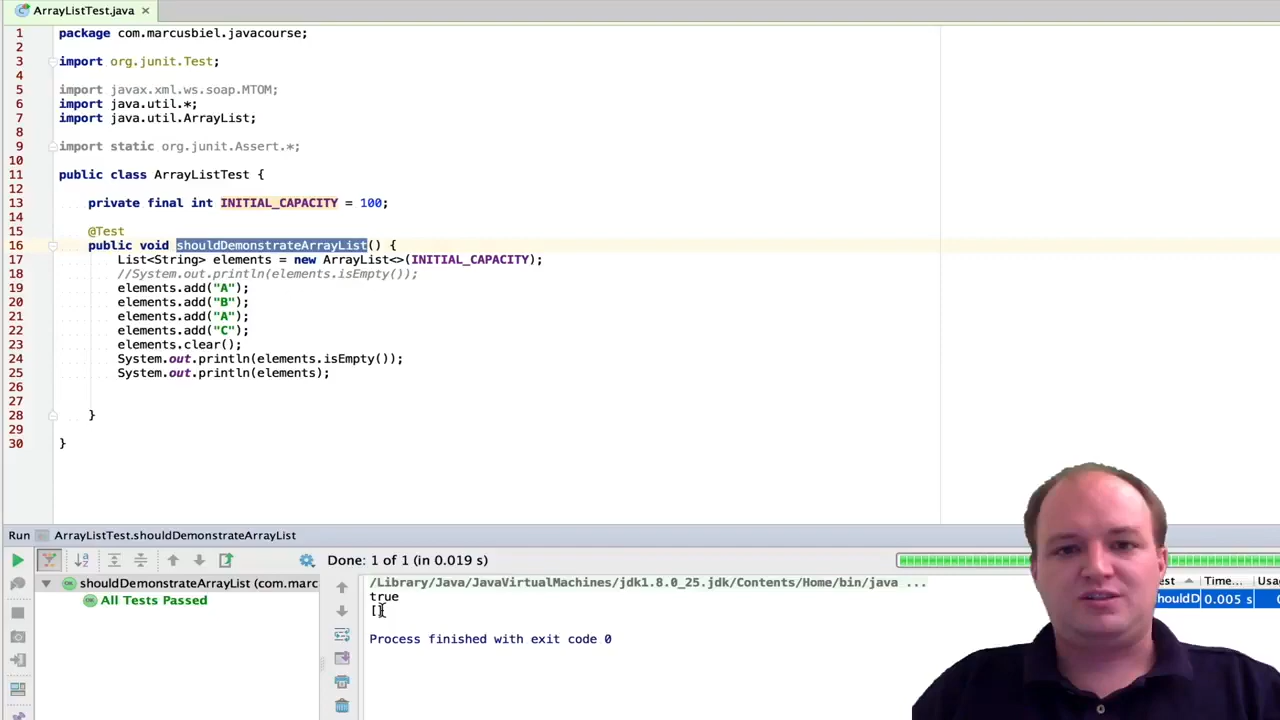 ArrayListTest.java
1 package com.marcusbiel.javacourse;
2
3 import org.junit.Test;
4
5 import javax.xml.ws.soap.MTOM;
6 import java.util.*;
7 import java.util.ArrayList;
8
9 import static org.junit.Assert.*;
10
11 public class ArrayListTest {
12
13 private final int INITIAL_CAPACITY = 100;
14
15 @Test
16 public void shouldDemonstrateArrayList() {
17 List<String> elements = new ArrayList<>(INITIAL_CAPACITY);
18 //System.out.println(elements.isEmpty());
19 elements.add("A");
20 elements.add("B");
21 elements.add("A");
22 elements.add("C");
23 elements.clear();
24 System.out.println(elements.isEmpty());
25 System.out.println(elements);
26
27
28 }
29
30 }
Run ArrayListTest.shouldDemonstrateArrayList
Done: 1 of 1 (in 0.019 s)
shouldDemonstrateArrayList (com.marc
All Tests Passed
/Library/Java/JavaVirtualMachines/jdk1.8.0_25.jdk/Contents/Home/bin/java ...
true
[]
Process finished with exit code 0
est Time... Usa
houldD 0.005 s